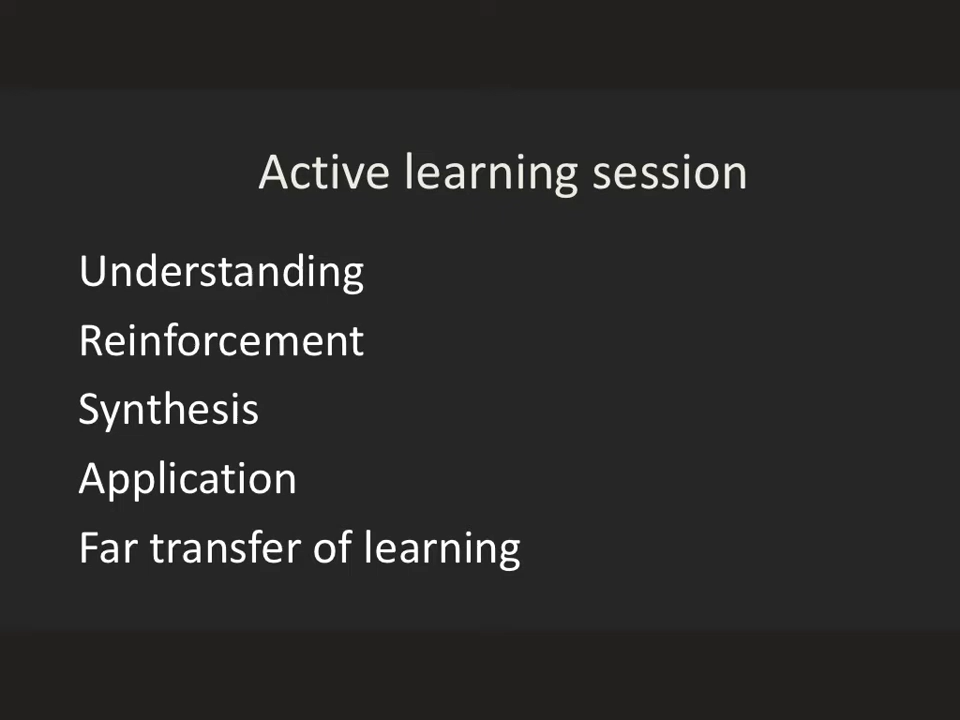 Active learning session
Understanding
Reinforcement
Synthesis
Application
Far transfer of learning